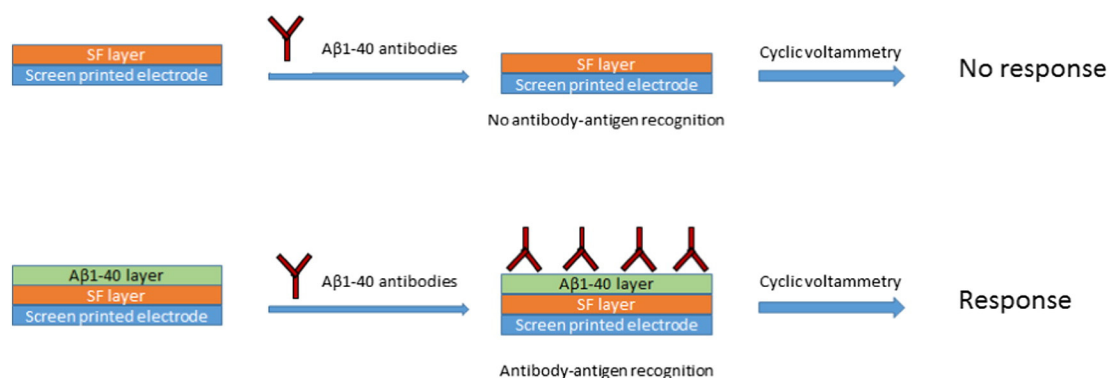 SF layer
Screen printed electrode
Aβ1-40 antibodies
SF layer
Screen printed electrode
No antibody-antigen recognition
Cyclic voltammetry
No response
Aβ1-40 layer
SF layer
Screen printed electrode
Aβ1-40 antibodies
Aβ1-40 layer
SF layer
Screen printed electrode
Antibody-antigen recognition
Cyclic voltammetry
Response